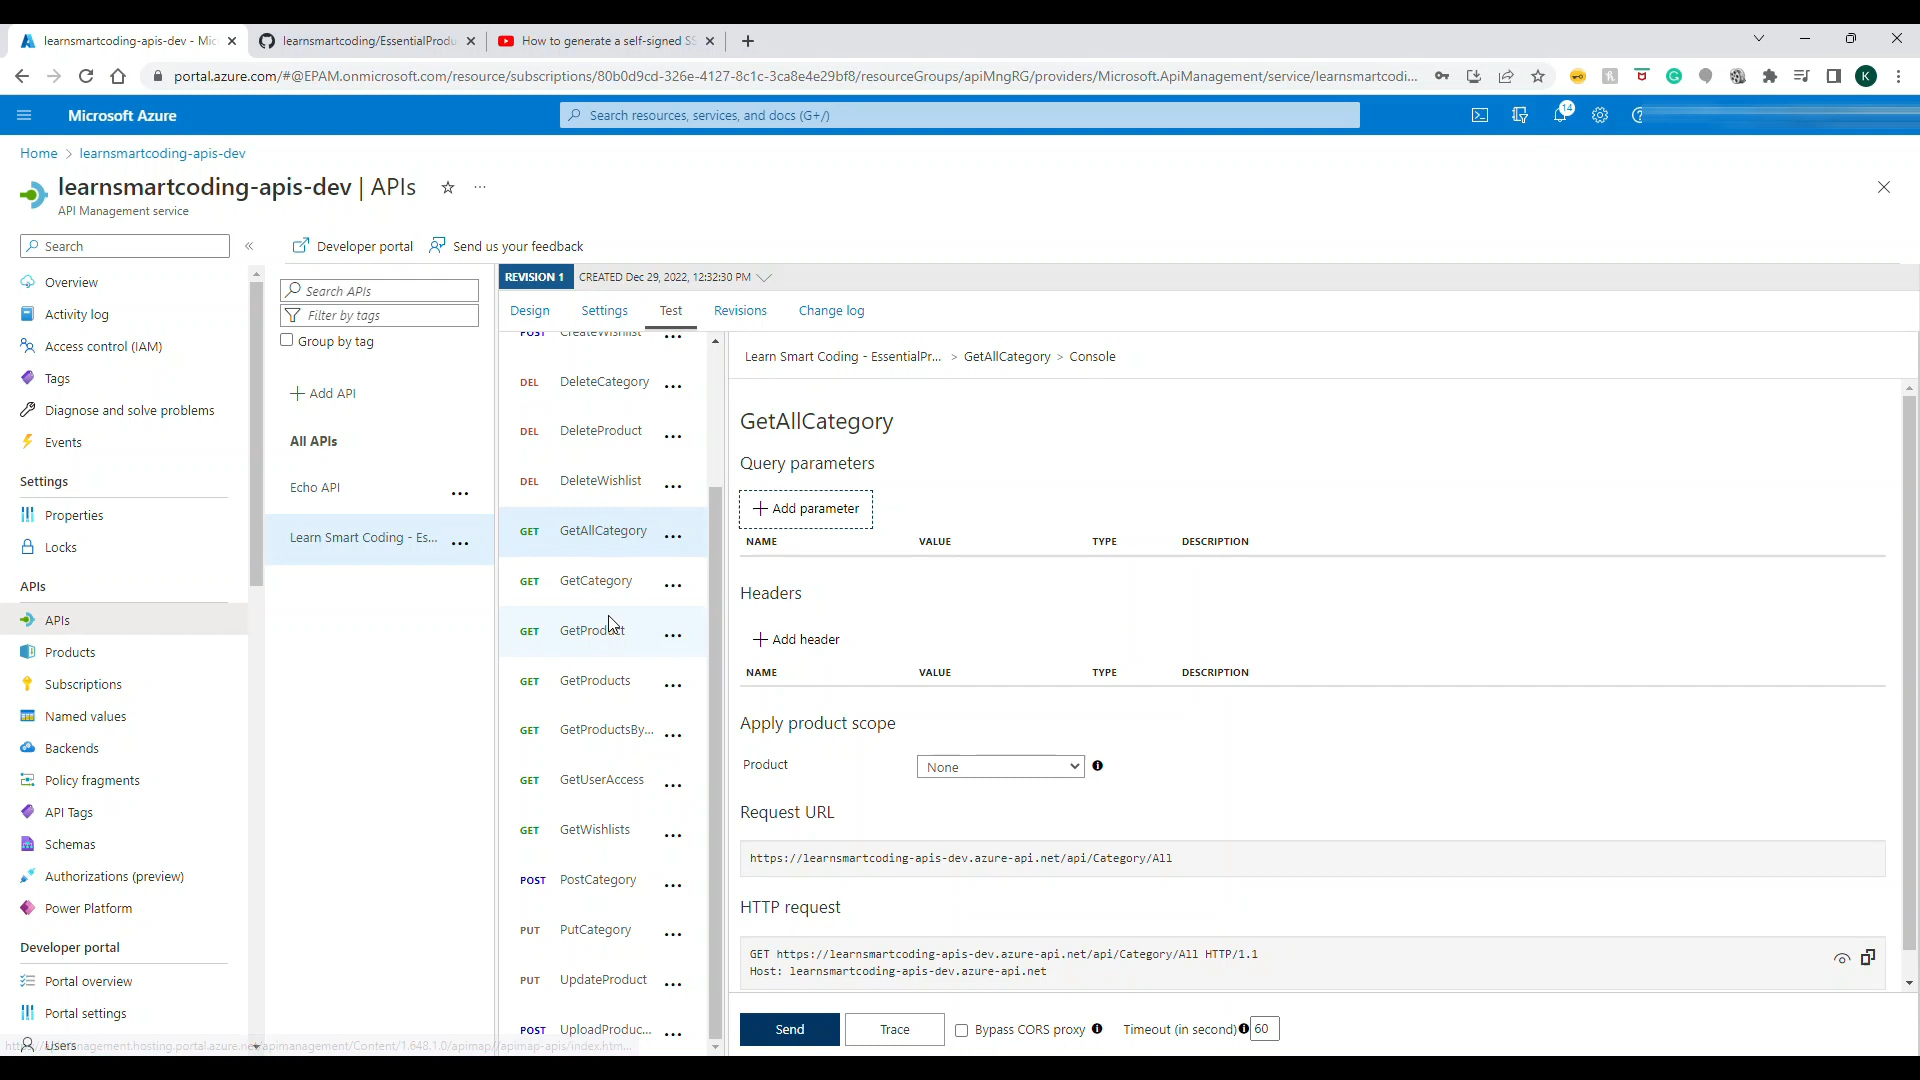 learnsmartcoding-apis-dev - Mic
learnsmartcoding/EssentialProdu
How to generate a self-signed SS
portal.azure.com/#@EPAM.onmicrosoft.com/resource/subscriptions/80b0d9cd-326e-4127-8c1c-3ca8e4e29bf8/resourceGroups/apiMngRG/providers/Microsoft.ApiManagement/service/learnsmartcodi...
K
Microsoft Azure
Search resources, services, and docs (G+/)
14
Home > learnsmartcoding-apis-dev
learnsmartcoding-apis-dev | APIs
API Management service
Search
Developer portal
Send us your feedback
Overview
Activity log
Access control (IAM)
Tags
Diagnose and solve problems
Events
Settings
Properties
Locks
APIs
APIs
Products
Subscriptions
Named values
Backends
Policy fragments
API Tags
Schemas
Authorizations (preview)
Power Platform
Developer portal
Portal overview
Portal settings
Users
Search APIs
Filter by tags
Group by tag
Add API
All APIs
Echo API
Learn Smart Coding - Es...
REVISION 1 CREATED Dec 29, 2022, 12:32:30 PM
Design Settings Test Revisions Change log
POST CreateWishlist
DEL DeleteCategory
DEL DeleteProduct
DEL DeleteWishlist
GET GetAllCategory
GET GetCategory
GET GetProduct
GET GetProducts
GET GetProductsBy...
GET GetUserAccess
GET GetWishlists
POST PostCategory
PUT PutCategory
PUT UpdateProduct
POST UploadProduc...
Learn Smart Coding - EssentialPr... > GetAllCategory > Console
GetAllCategory
Query parameters
Add parameter
NAME VALUE TYPE DESCRIPTION
Headers
Add header
NAME VALUE TYPE DESCRIPTION
Apply product scope
Product None
Request URL
https://learnsmartcoding-apis-dev.azure-api.net/api/Category/All
HTTP request
GET https://learnsmartcoding-apis-dev.azure-api.net/api/Category/All HTTP/1.1
Host: learnsmartcoding-apis-dev.azure-api.net
Send Trace Bypass CORS proxy Timeout (in second) 60